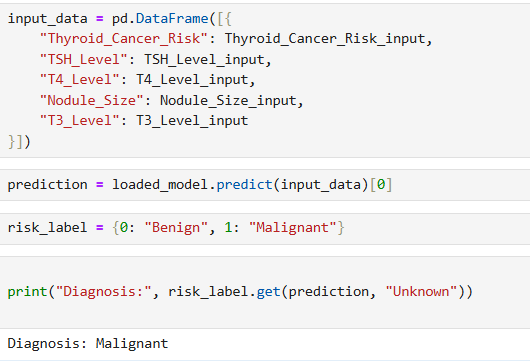 input_data = pd.DataFrame([{
    "Thyroid_Cancer_Risk": Thyroid_Cancer_Risk_input,
    "TSH_Level": TSH_Level_input,
    "T4_Level": T4_Level_input,
    "Nodule_Size": Nodule_Size_input,
    "T3_Level": T3_Level_input
}])
prediction = loaded_model.predict(input_data)[0]
risk_label = {0: "Benign", 1: "Malignant"}
print("Diagnosis:", risk_label.get(prediction, "Unknown"))
Diagnosis: Malignant